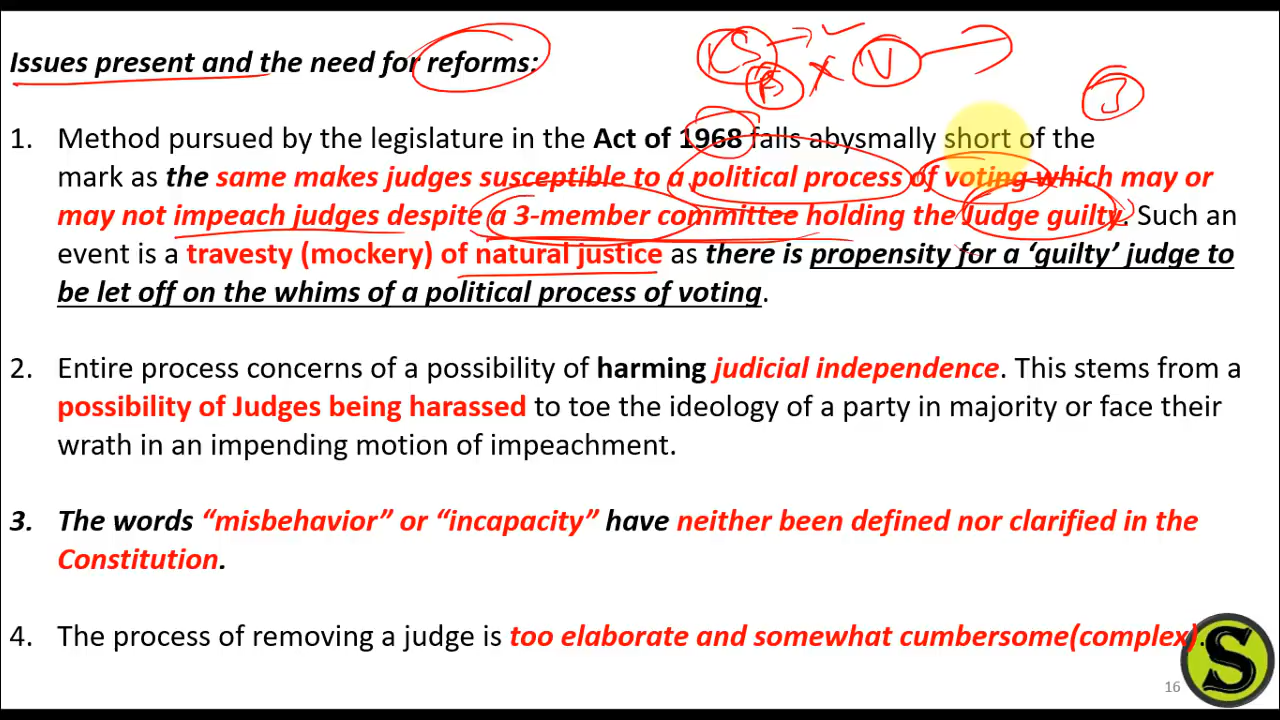 Issues present and the need for reforms:
1. Method pursued by the legislature in the Act of 1968 falls abysmally short of the
mark as the same makes judges susceptible to a political process of voting which may or
may not impeach judges despite a 3-member committee holding the Judge guilty. Such an
event is a travesty (mockery) of natural justice as there is propensity for a ‘guilty’ judge to
be let off on the whims of a political process of voting.
2. Entire process concerns of a possibility of harming judicial independence. This stems from a
possibility of Judges being harassed to toe the ideology of a party in majority or face their
wrath in an impending motion of impeachment.
3. The words “misbehavior” or “incapacity” have neither been defined nor clarified in the
Constitution.
4. The process of removing a judge is too elaborate and somewhat cumbersome(complex).
16
S